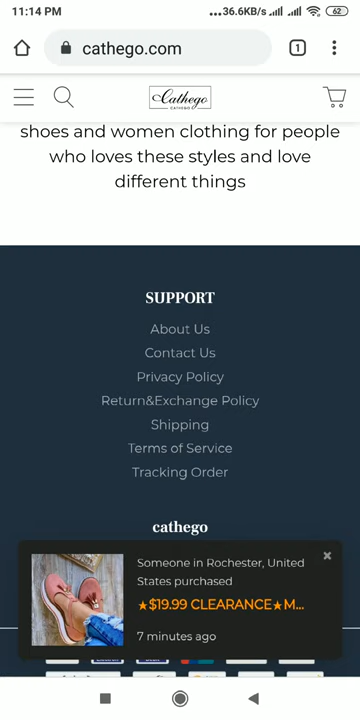 11:14 PM ...36.6KB/s 62
cathego.com 1
Cathego
CATHEGO
shoes and women clothing for people
who loves these styles and love
different things
SUPPORT
About Us
Contact Us
Privacy Policy
Return&Exchange Policy
Shipping
Terms of Service
Tracking Order
cathego
Someone in Rochester, United
States purchased
★$19.99 CLEARANCE★M...
7 minutes ago